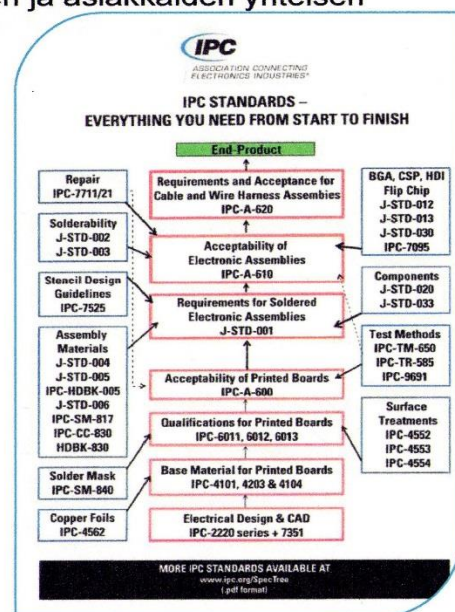 en ja asiakkaiden yhteisen
IPC
ASSOCIATION CONNECTING
ELECTRONICS INDUSTRIES®
IPC STANDARDS –
EVERYTHING YOU NEED FROM START TO FINISH
End-Product
Repair
IPC-7711/21
Requirements and Acceptance for
Cable and Wire Harness Assembies
IPC-A-620
BGA, CSP, HDI
Flip Chip
J-STD-012
J-STD-013
J-STD-030
IPC-7095
Solderability
J-STD-002
J-STD-003
Acceptability of
Electronic Assemblies
IPC-A-610
Stencil Design
Guidelines
IPC-7525
Requirements for Soldered
Electronic Assemblies
J-STD-001
Components
J-STD-020
J-STD-033
Assembly
Materials
J-STD-004
J-STD-005
IPC-HDBK-005
J-STD-006
IPC-SM-817
IPC-CC-830
HDBK-830
Acceptability of Printed Boards
IPC-A-600
Test Methods
IPC-TM-650
IPC-TR-585
IPC-9691
Qualifications for Printed Boards
IPC-6011, 6012, 6013
Surface
Treatments
IPC-4552
IPC-4553
IPC-4554
Solder Mask
IPC-SM-840
Base Material for Printed Boards
IPC-4101, 4203 & 4104
Copper Foils
IPC-4562
Electrical Design & CAD
IPC-2220 series + 7351
MORE IPC STANDARDS AVAILABLE AT
www.ipc.org/SpecTree
(.pdf format)